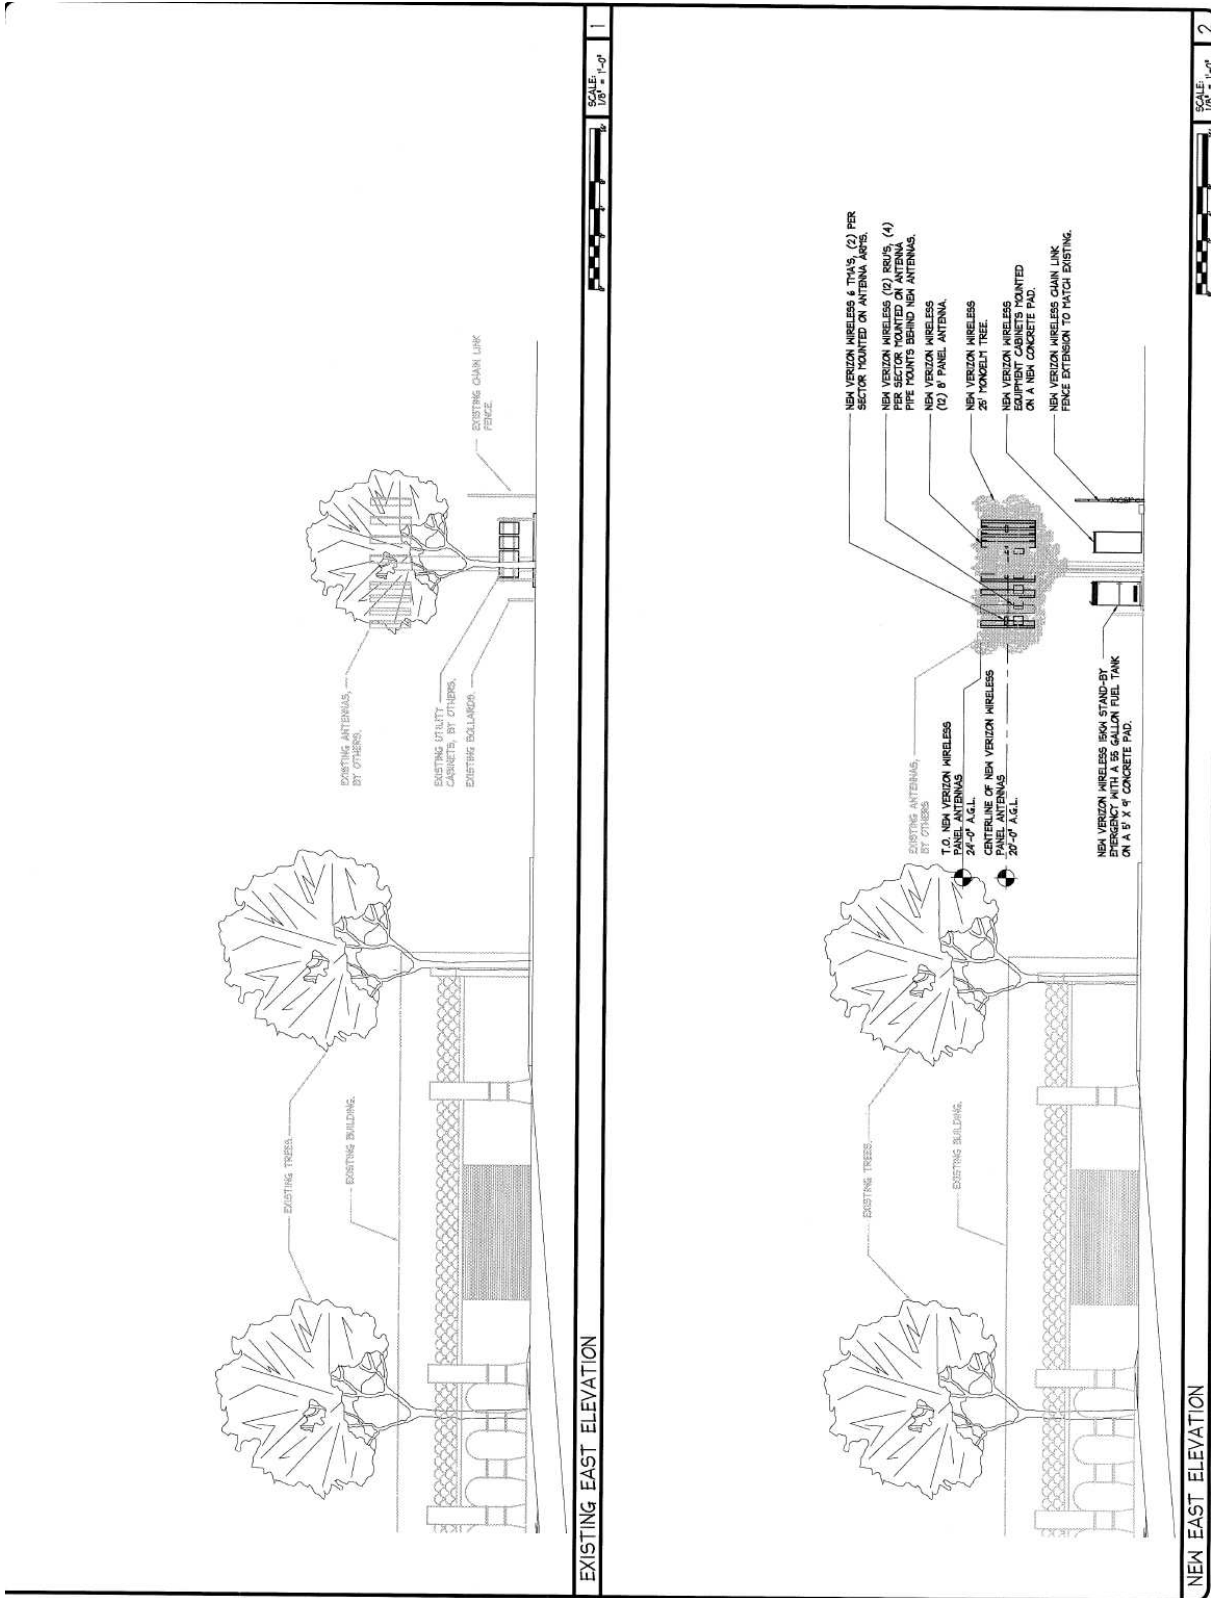 EXISTING ANTENNAS,
BY OTHERS.
EXISTING UTILITY
CABINETS, BY OTHERS.
EXISTING BOLLARDS.
EXISTING CHAIN LINK
FENCE.
EXISTING TREES.
EXISTING BUILDING.
EXISTING EAST ELEVATION
SCALE:
1/8" = 1'-0"
1
NEW VERIZON WIRELESS 6 TMA'S, (2) PER
SECTOR MOUNTED ON ANTENNA ARMS.
NEW VERIZON WIRELESS (12) RRU'S, (4)
PER SECTOR MOUNTED ON ANTENNA
PIPE MOUNTS BEHIND NEW ANTENNAS.
NEW VERIZON WIRELESS
(12) 8' PANEL ANTENNA.
NEW VERIZON WIRELESS
25' MONOELM TREE.
NEW VERIZON WIRELESS
EQUIPMENT CABINETS MOUNTED
ON A NEW CONCRETE PAD.
NEW VERIZON WIRELESS CHAIN LINK
FENCE EXTENSION TO MATCH EXISTING.
EXISTING ANTENNAS,
BY OTHERS
T.O. NEW VERIZON WIRELESS
PANEL ANTENNAS
24'-0" A.G.L.
CENTERLINE OF NEW VERIZON WIRELESS
PANEL ANTENNAS
20'-0" A.G.L.
NEW VERIZON WIRELESS 15KW STAND-BY
EMERGENCY WITH A 55 GALLON FUEL TANK
ON A 5' X 9' CONCRETE PAD.
EXISTING TREES.
EXISTING BUILDING.
NEW EAST ELEVATION
SCALE:
1/8" = 1'-0"
2